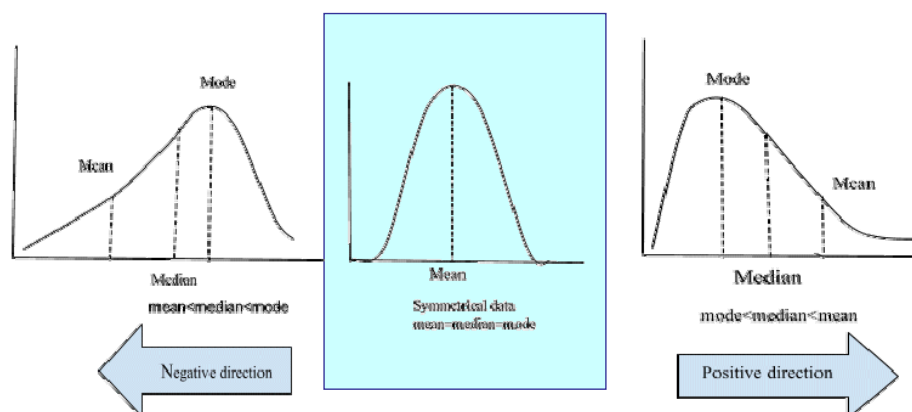 Mode
Mean
Median
mean<median<mode
Negative direction
Mean
Symmetrical data
mean=median=mode
Mode
Mean
Median
mode<median<mean
Positive direction